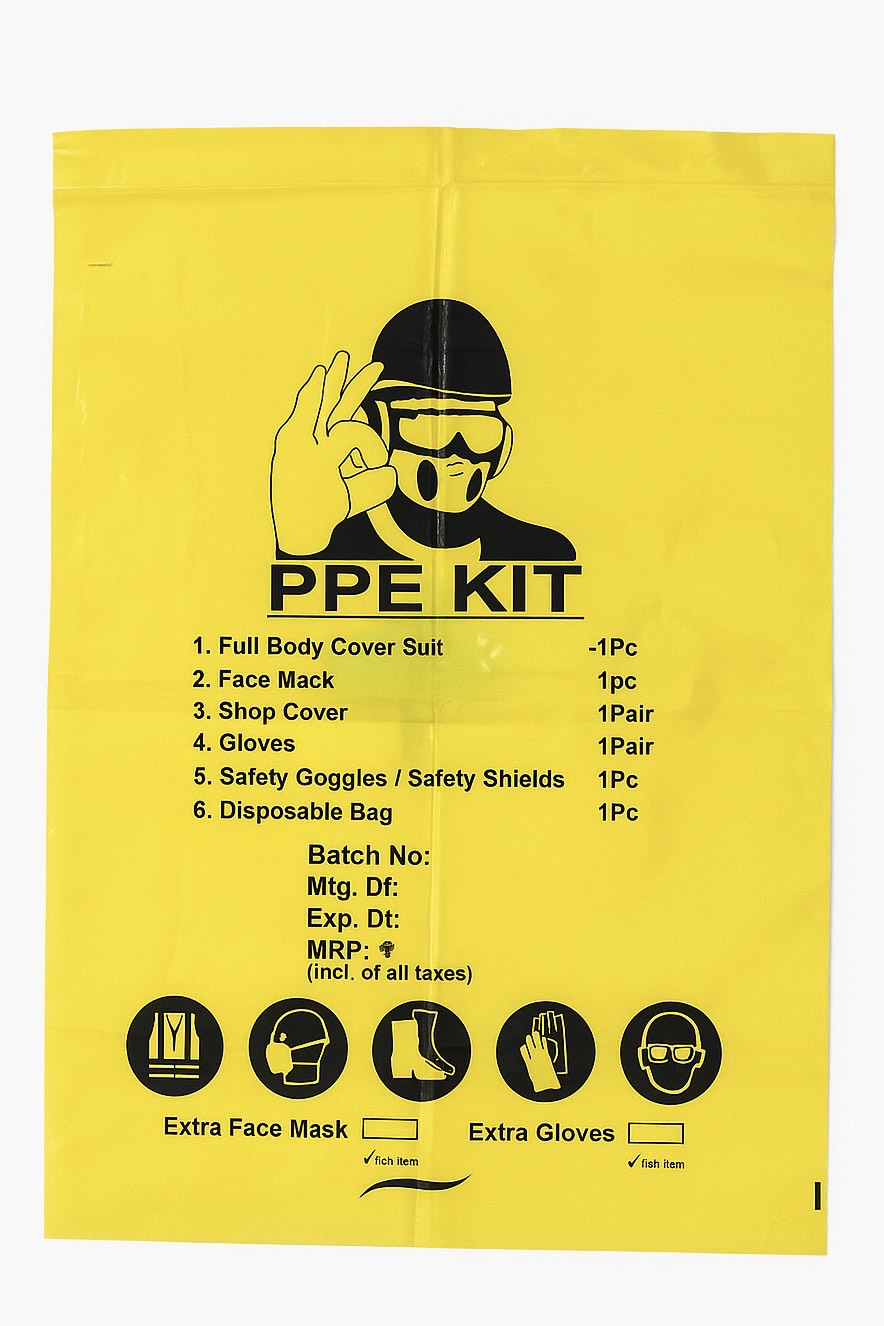 PPE KIT
1. Full Body Cover Suit -1Pc
2. Face Mack 1pc
3. Shop Cover 1Pair
4. Gloves 1Pair
5. Safety Goggles / Safety Shields 1Pc
6. Disposable Bag 1Pc
Batch No:
Mtg. Df:
Exp. Dt:
MRP:
(incl. of all taxes)
Extra Face Mask Extra Gloves
✓fich item ✓fish item